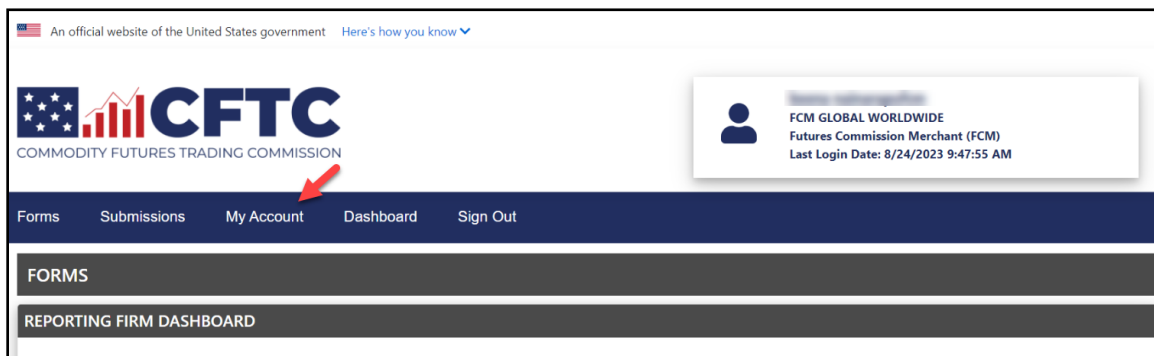 An official website of the United States government Here's how you know
CFTC
COMMODITY FUTURES TRADING COMMISSION
FCM GLOBAL WORLDWIDE
Futures Commission Merchant (FCM)
Last Login Date: 8/24/2023 9:47:55 AM
Forms Submissions My Account Dashboard Sign Out
FORMS
REPORTING FIRM DASHBOARD